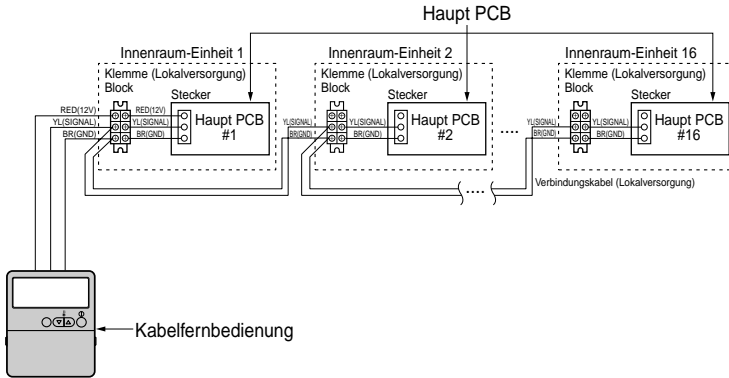 Haupt PCB
Innenraum-Einheit 1
Innenraum-Einheit 2
Innenraum-Einheit 16
Klemme (Lokalversorgung)
Block
Stecker
Klemme (Lokalversorgung)
Block
Stecker
Klemme (Lokalversorgung)
Block
Stecker
RED(12V)
RED(12V)
YL(SIGNAL)
YL(SIGNAL)
BR(GND)
BR(GND)
Haupt PCB
#1
YL(SIGNAL)
YL(SIGNAL)
BR(GND)
BR(GND)
Haupt PCB
#2
....
YL(SIGNAL)
YL(SIGNAL)
BR(GND)
BR(GND)
Haupt PCB
#16
....
Verbindungskabel (Lokalversorgung)
Kabelfernbedienung